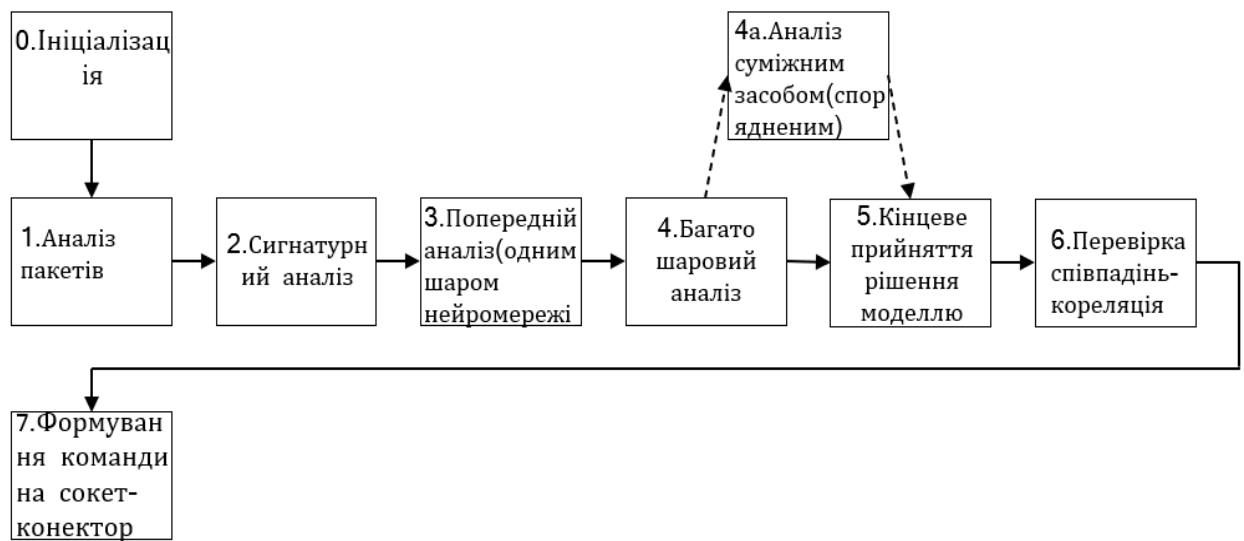 0.Ініціалізац
ія
4а.Аналіз
суміжним
засобом(спор
ядненим)
1.Аналіз
пакетів
2.Сигнатурн
ий аналіз
3.Попередній
аналіз(одним
шаром
нейромережі
4.Багато
шаровий
аналіз
5.Кінцеве
прийняття
рішення
моделлю
6.Перевірка
співпадінь-
кореляція
7.Формуван
ня команди
на сокет-
конектор